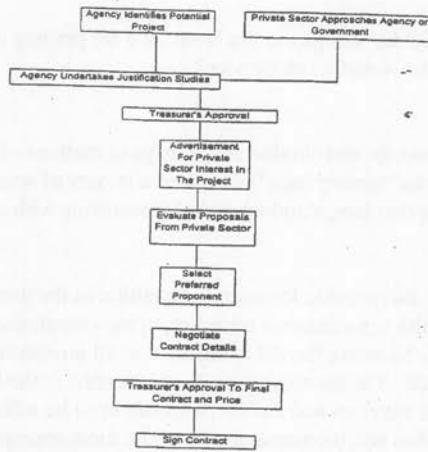 Agency Identifies Potential
Project
Private Sector Approaches Agency or
Government
Agency Undertakes Justification Studies
Treasurer's Approval
Advertisement
For Private
Sector Interest In
The Project
Evaluate Proposals
From Private Sector
Select
Preferred
Proponent
Negotiate
Contract Details
Treasurer's Approval To Final
Contract and Price
Sign Contract